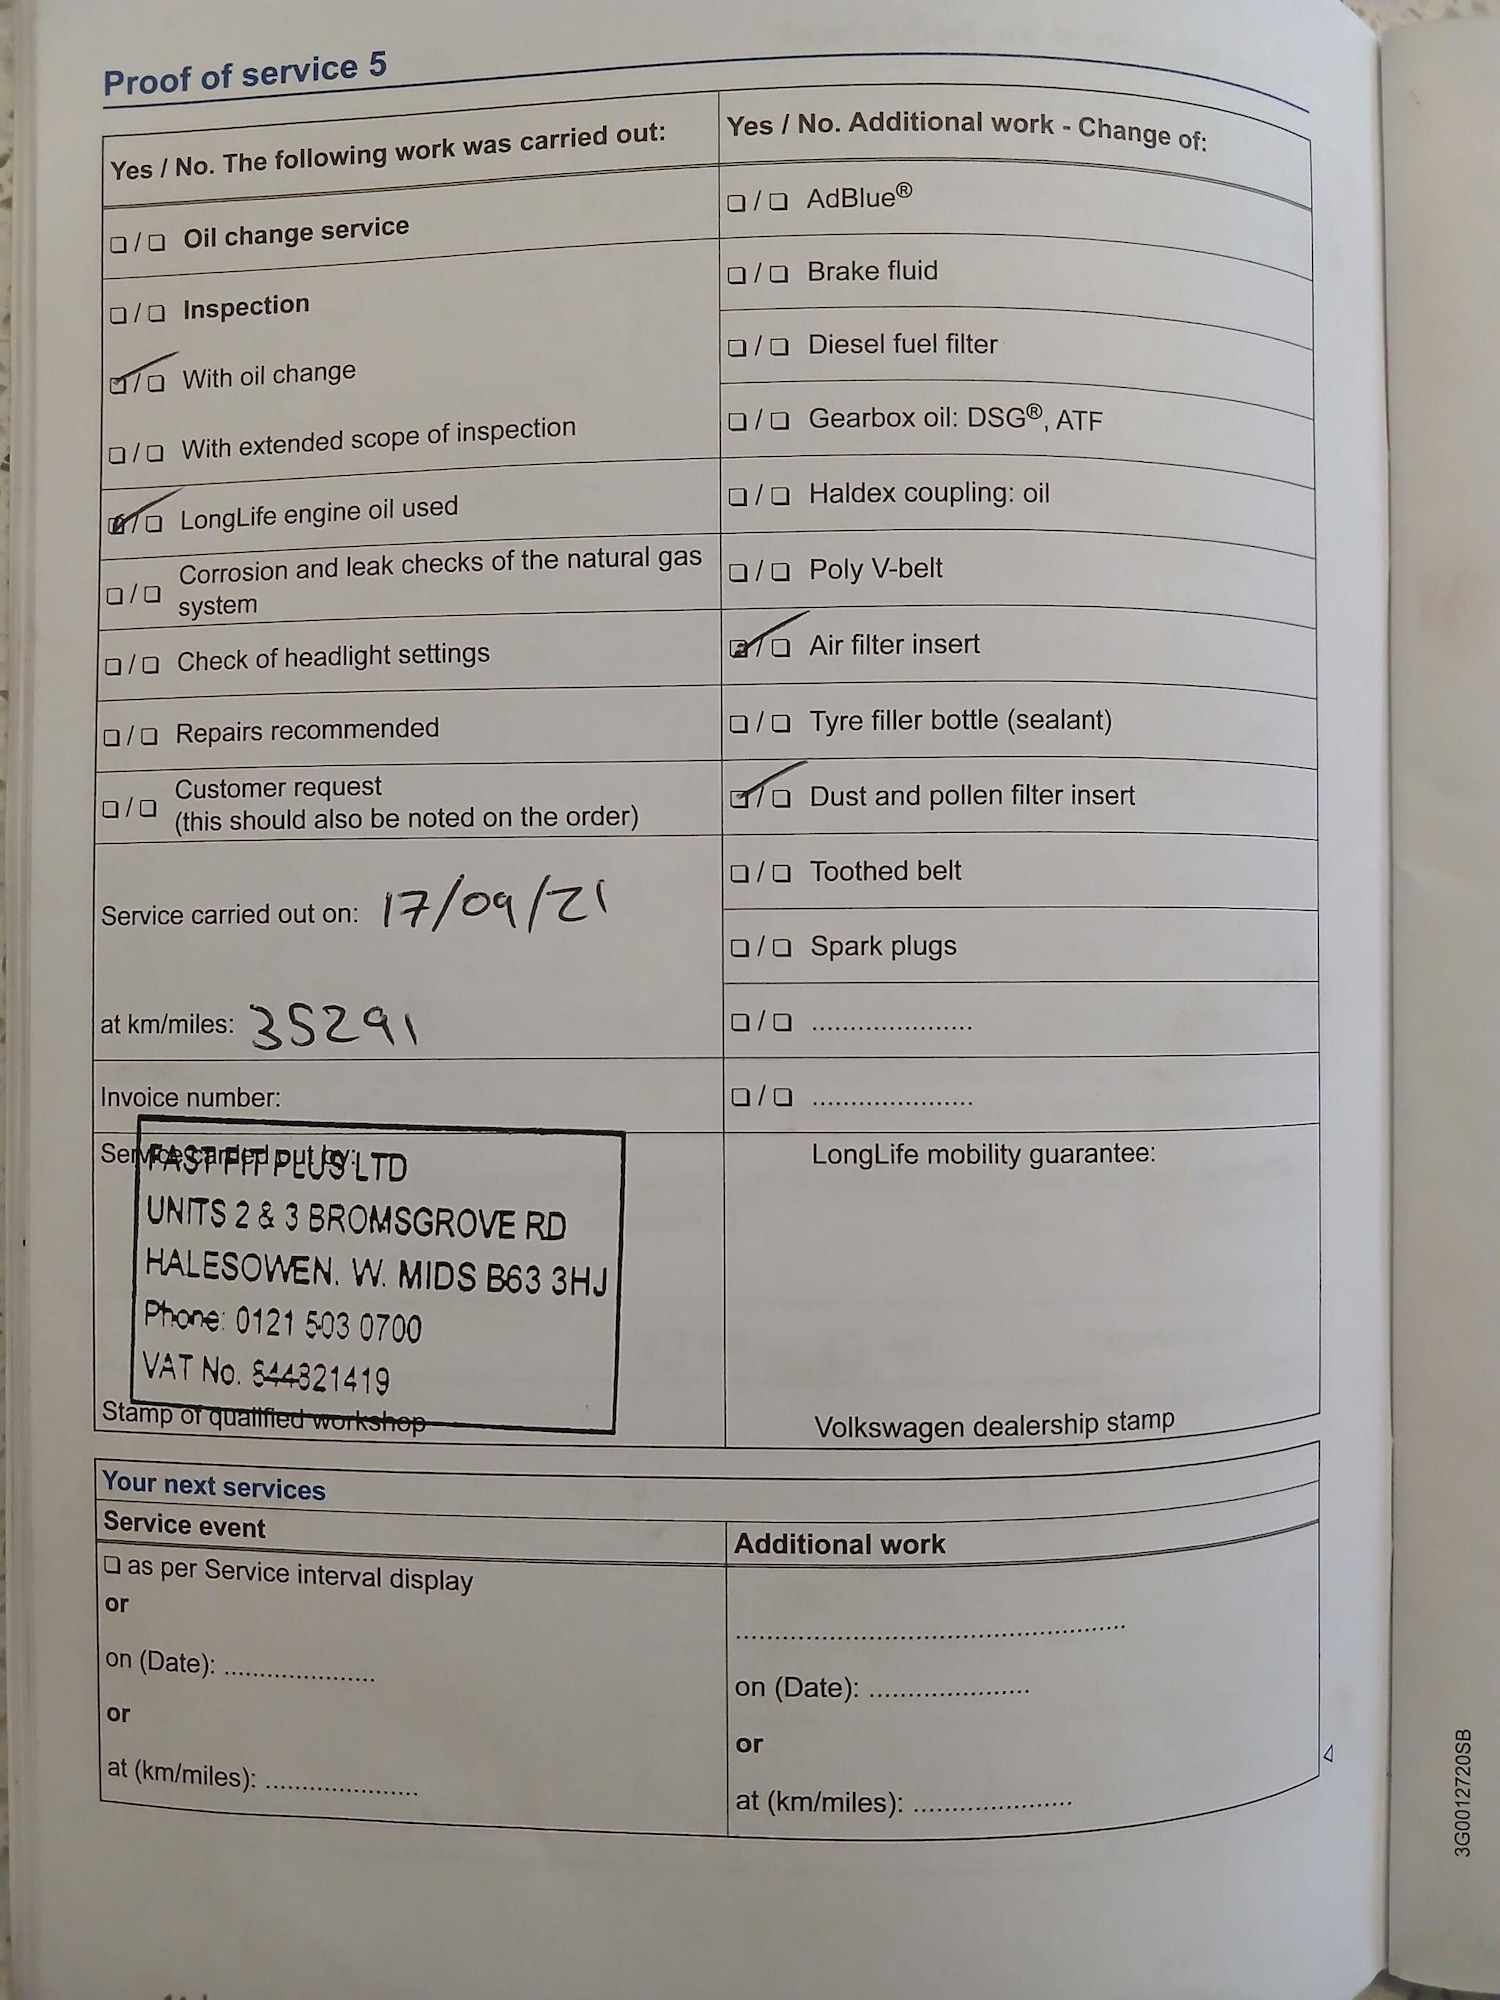 Proof of service 5
Yes / No. The following work was carried out:
❏ / ❏ Oil change service
❏ / ❏ Inspection
☑ / ❏ With oil change
❏ / ❏ With extended scope of inspection
☑ / ❏ LongLife engine oil used
❏ / ❏ Corrosion and leak checks of the natural gas
system
❏ / ❏ Check of headlight settings
❏ / ❏ Repairs recommended
❏ / ❏ Customer request
(this should also be noted on the order)
Service carried out on: 17/09/21
at km/miles: 35291
Invoice number:
Service carried out by:
FAST FIT PLUS LTD
UNITS 2 & 3 BROMSGROVE RD
HALESOWEN. W. MIDS B63 3HJ
Phone: 0121 503 0700
VAT No. 844821419
Stamp of qualified workshop
Yes / No. Additional work - Change of:
❏ / ❏ AdBlue®
❏ / ❏ Brake fluid
❏ / ❏ Diesel fuel filter
❏ / ❏ Gearbox oil: DSG®, ATF
❏ / ❏ Haldex coupling: oil
❏ / ❏ Poly V-belt
☑ / ❏ Air filter insert
❏ / ❏ Tyre filler bottle (sealant)
☑ / ❏ Dust and pollen filter insert
❏ / ❏ Toothed belt
❏ / ❏ Spark plugs
❏ / ❏ ......................
❏ / ❏ ......................
LongLife mobility guarantee:
Volkswagen dealership stamp
Your next services
Service event
❏ as per Service interval display
or
on (Date): ....................
or
at (km/miles): ....................
Additional work
....................................................
on (Date): ......................
or
at (km/miles): ......................
3G0012720SB